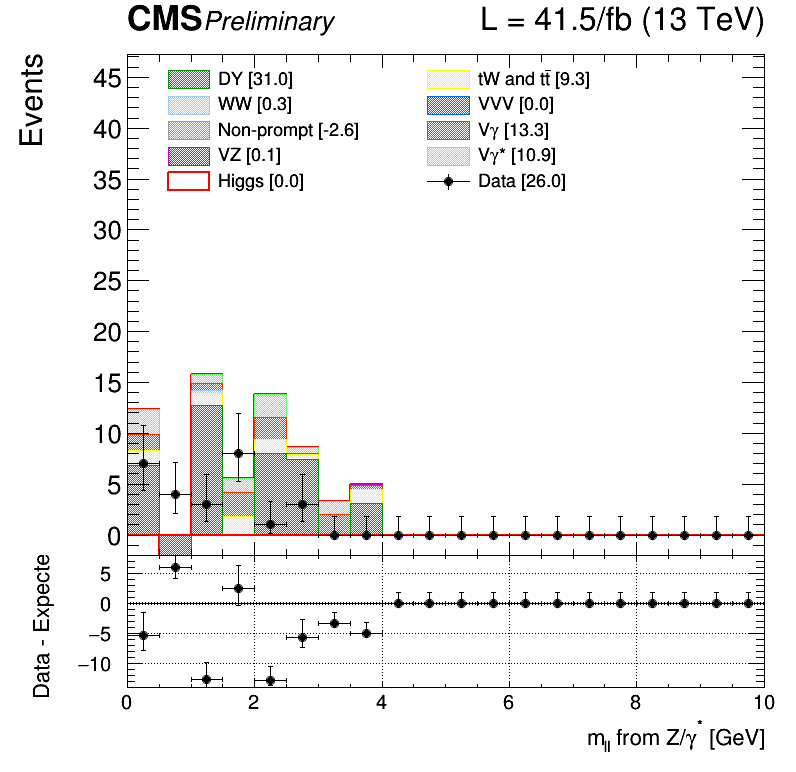 CMS Preliminary L = 41.5/fb (13 TeV)
Events
45
40
35
30
25
20
15
10
5
0
DY [31.0]
WW [0.3]
Non-prompt [-2.6]
VZ [0.1]
Higgs [0.0]
tW and tt̄ [9.3]
VVV [0.0]
Vγ [13.3]
Vγ* [10.9]
Data [26.0]
Data - Expecte
5
0
−5
−10
0 2 4 6 8 10
m_ll from Z/γ* [GeV]